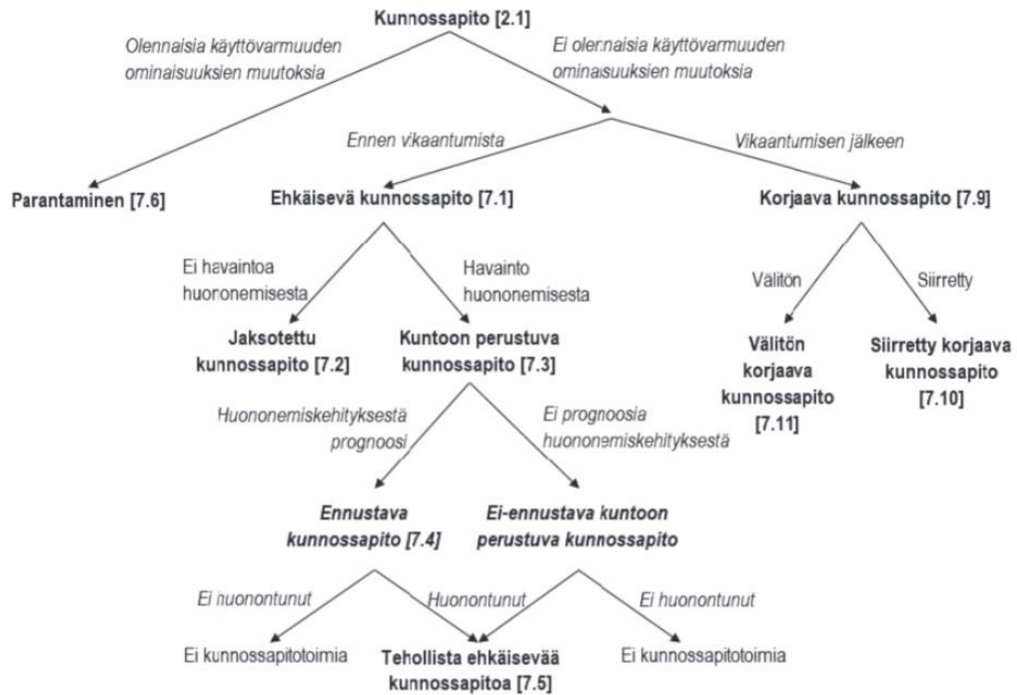 Kunnossapito [2.1]
Olennaisia käyttövarmuuden
ominaisuuksien muutoksia
Ei olennaisia käyttövarmuuden
ominaisuuksien muutoksia
Ennen vikaantumista
Vikaantumisen jälkeen
Parantaminen [7.6]
Ehkäisevä kunnossapito [7.1]
Korjaava kunnossapito [7.9]
Ei havaintoa
huononemisesta
Havainto
huononemisesta
Välitön
Siirretty
Jaksotettu
kunnossapito [7.2]
Kuntoon perustuva
kunnossapito [7.3]
Välitön
korjaava
kunnossapito
[7.11]
Siirretty korjaava
kunnossapito
[7.10]
Huononemiskehityksestä
prognoosi
Ei prognoosia
huononemiskehityksestä
Ennustava
kunnossapito [7.4]
Ei-ennustava kuntoon
perustuva kunnossapito
Ei huonontunut
Huonontunut
Ei huonontunut
Ei kunnossapitotoimia
Tehollista ehkäisevää
kunnossapitoa [7.5]
Ei kunnossapitotoimia